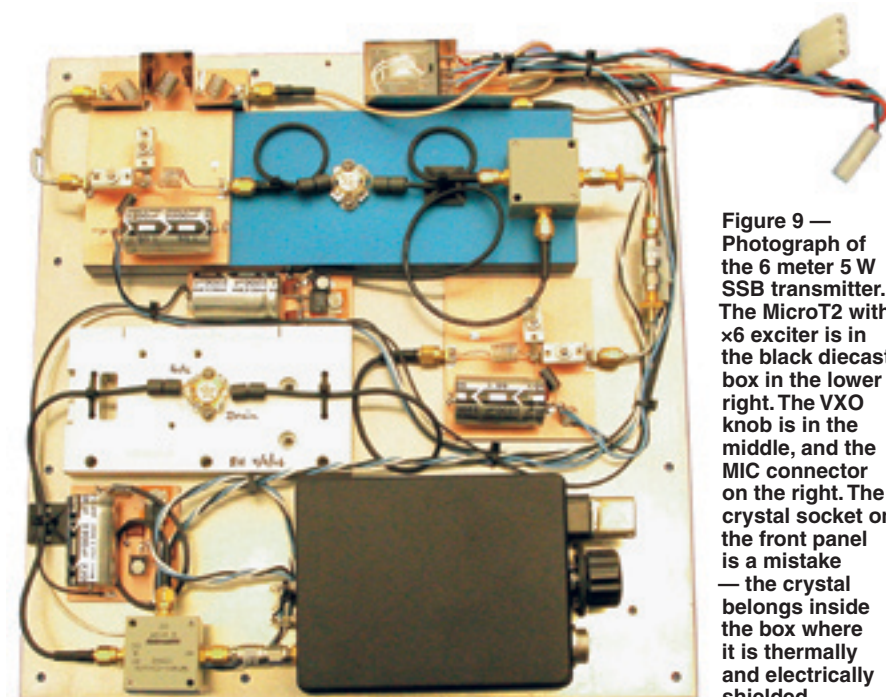 Figure 9 —
Photograph of
the 6 meter 5 W
SSB transmitter.
The MicroT2 with
×6 exciter is in
the black diecast
box in the lower
right. The VXO
knob is in the
middle, and the
MIC connector
on the right. The
crystal socket on
the front panel
is a mistake
— the crystal
belongs inside
the box where
it is thermally
and electrically
shielded
Drain